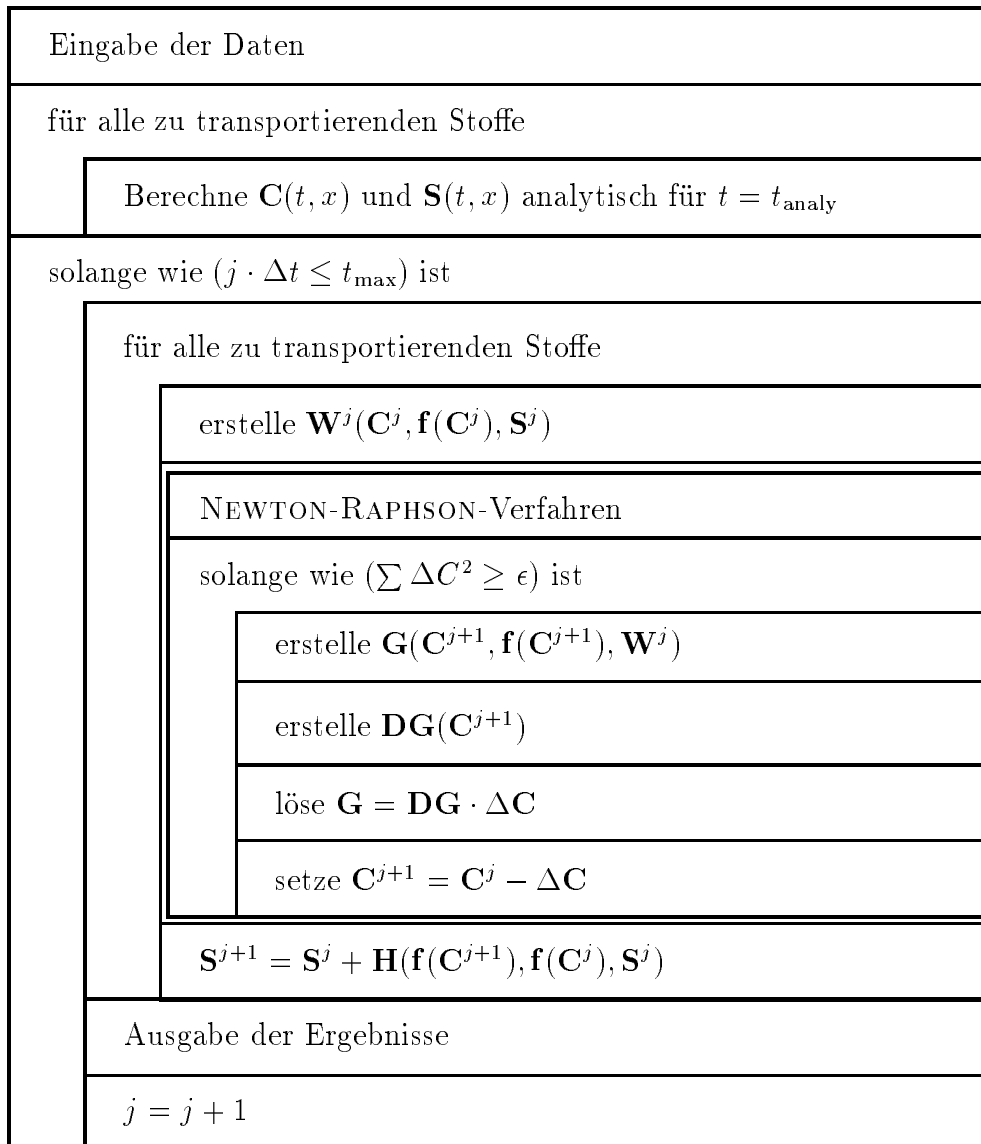 Eingabe der Daten
für alle zu transportierenden Stoffe
Berechne C(t, x) und S(t, x) analytisch für t = t_analy
solange wie (j · Δt ≤ t_max) ist
für alle zu transportierenden Stoffe
erstelle W^j(C^j, f(C^j), S^j)
NEWTON-RAPHSON-Verfahren
solange wie (∑ ΔC² ≥ ϵ) ist
erstelle G(C^{j+1}, f(C^{j+1}), W^j)
erstelle DG(C^{j+1})
löse G = DG · ΔC
setze C^{j+1} = C^j − ΔC
S^{j+1} = S^j + H(f(C^{j+1}), f(C^j), S^j)
Ausgabe der Ergebnisse
j = j + 1